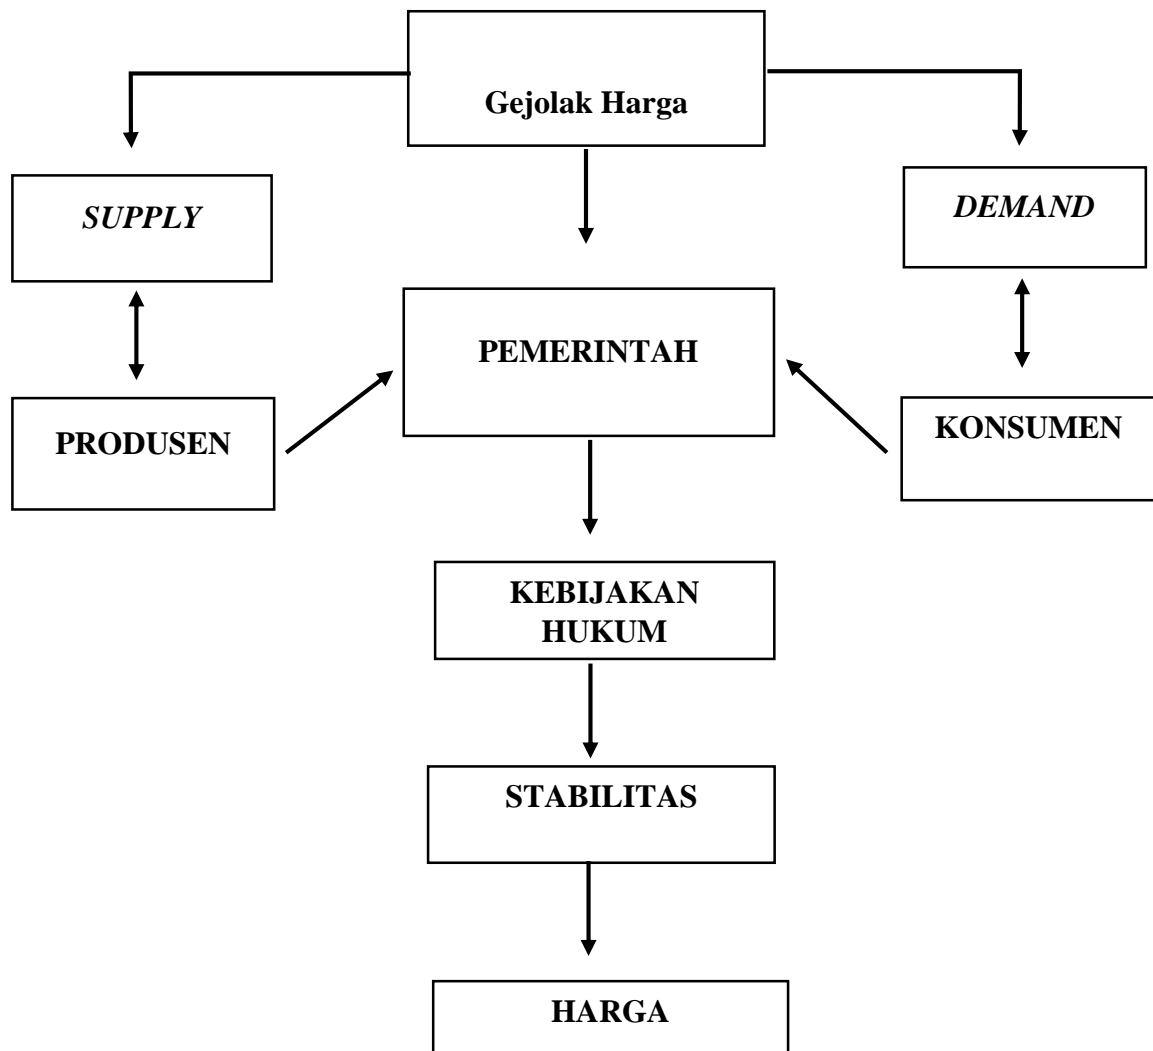 Gejolak Harga
SUPPLY
DEMAND
PEMERINTAH
PRODUSEN
KONSUMEN
KEBIJAKAN
HUKUM
STABILITAS
HARGA